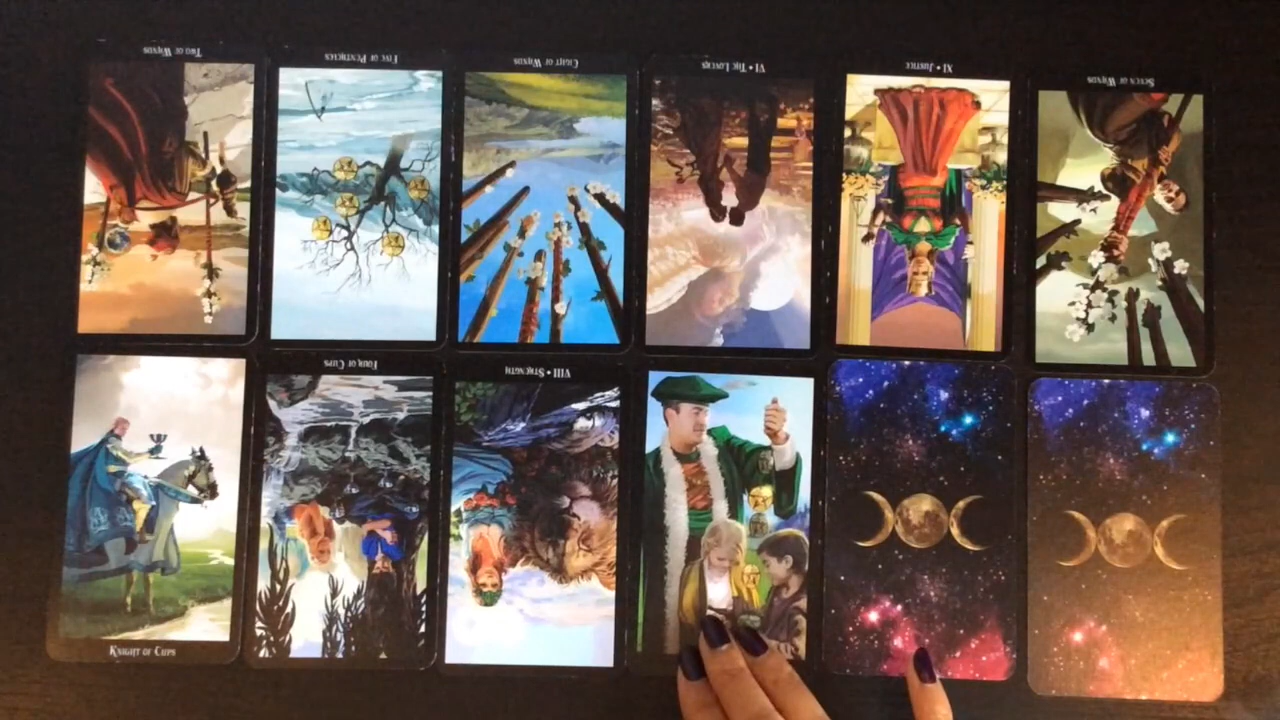 Two of Wands
Five of Pentacles
Eight of Wands
VI • The Lovers
XI • Justice
Seven of Wands
Four of Cups
VIII • Strength
Knight of Cups